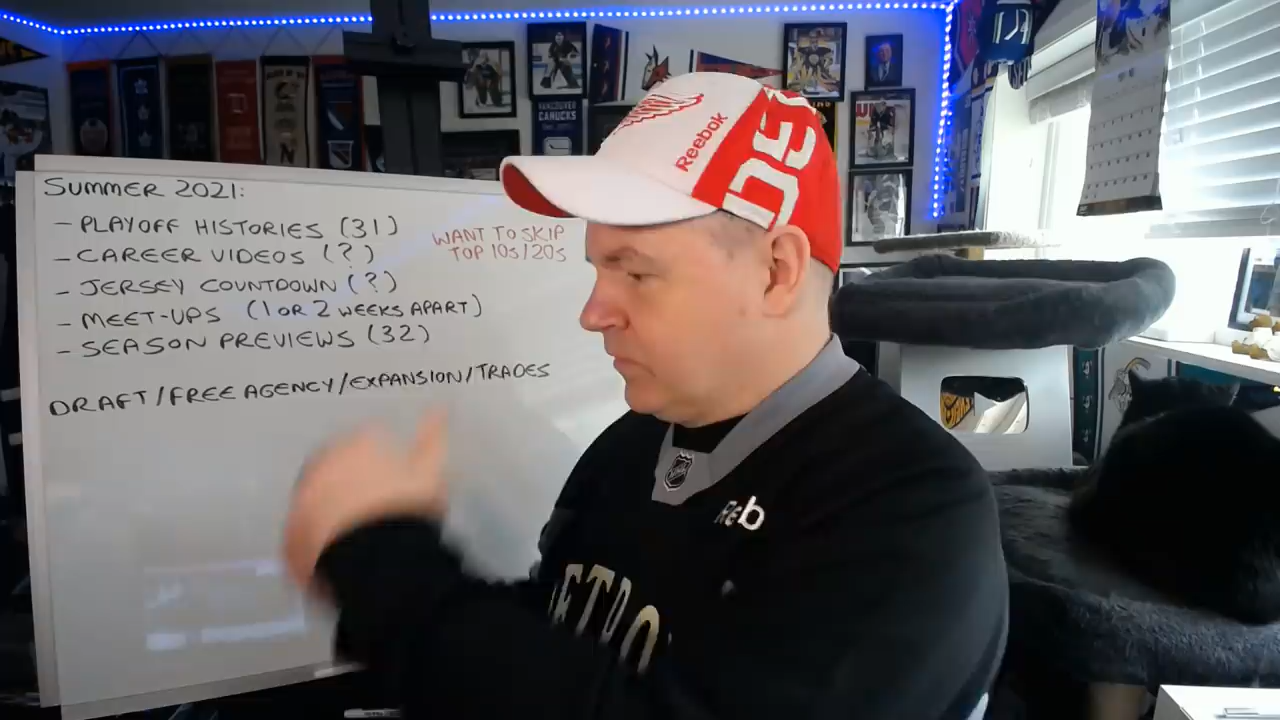 SUMMER 2021:
- PLAYOFF HISTORIES (31)
- CAREER VIDEOS (?)
- JERSEY COUNTDOWN (?)
- MEET-UPS (1 OR 2 WEEKS APART)
- SEASON PREVIEWS (32)
DRAFT/FREE AGENCY/EXPANSION/TRADES
WANT TO SKIP
TOP 10s/20s
Reebok
VANCOUVER
CANUCKS
NHL